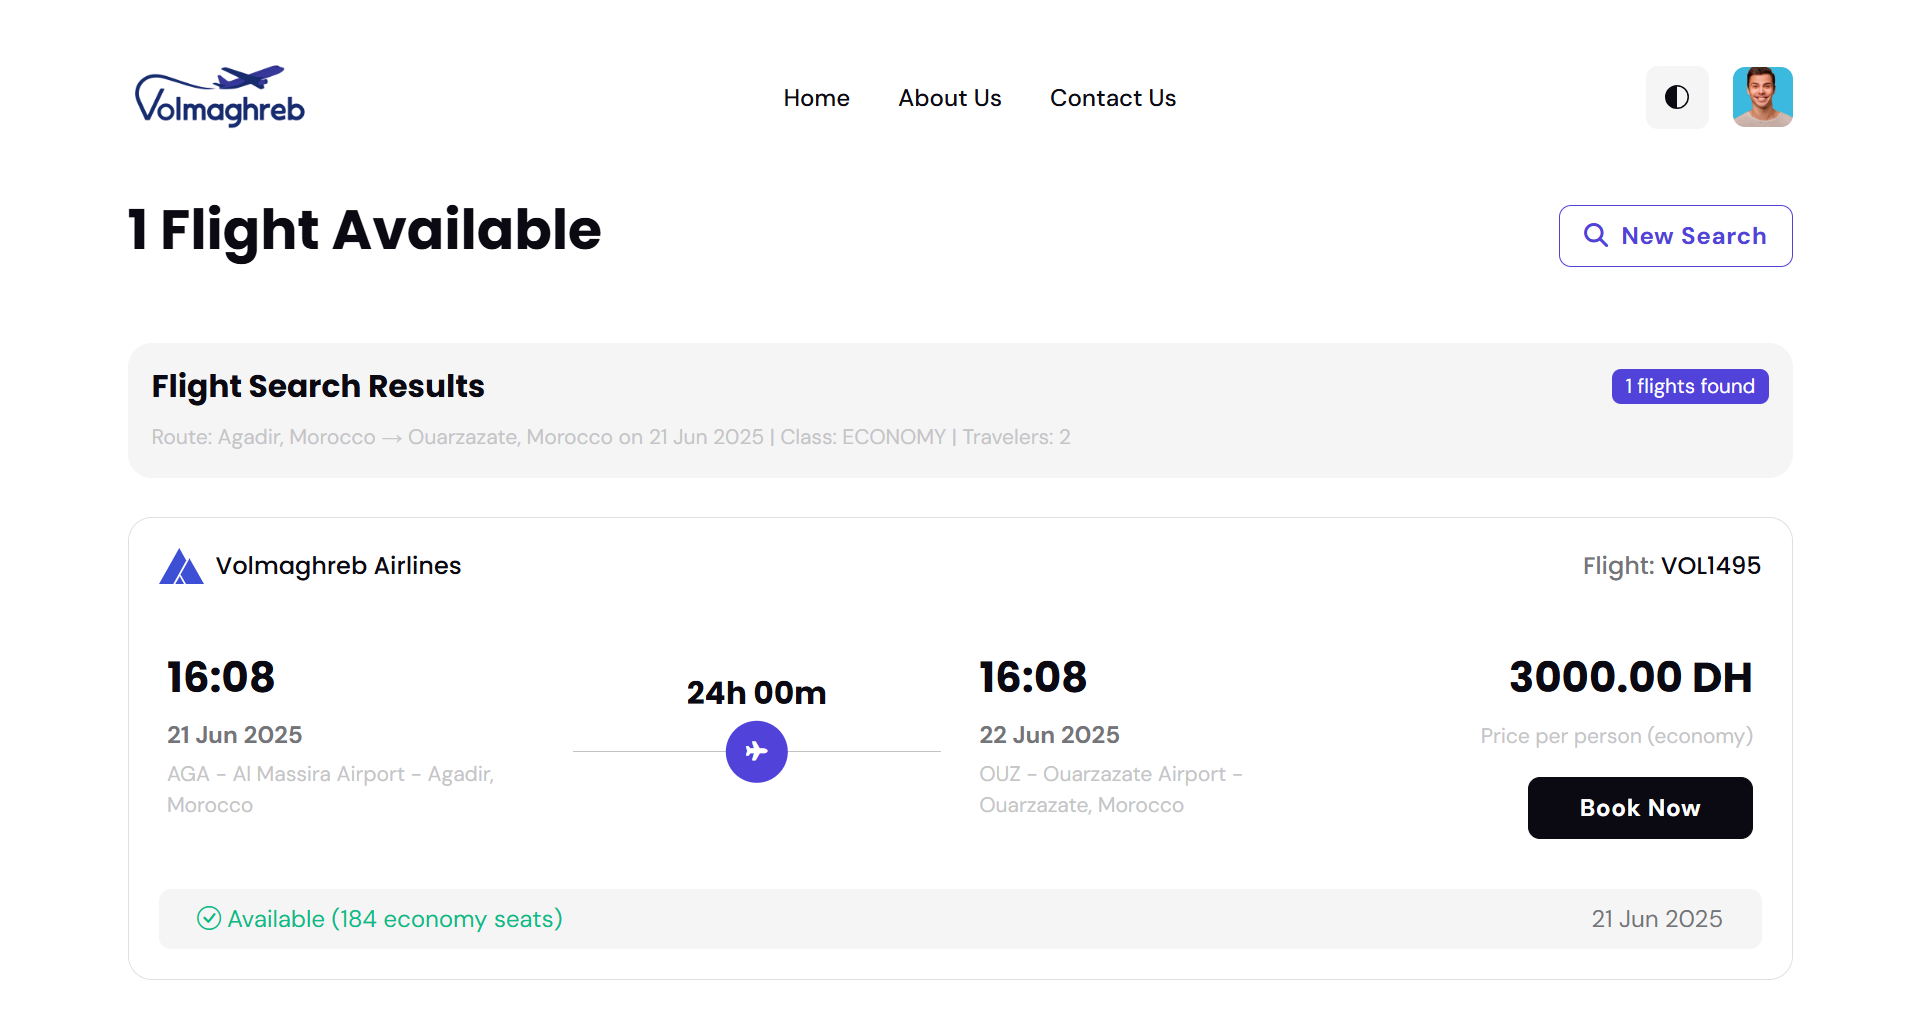 Volmaghreb
Home About Us Contact Us
1 Flight Available
New Search
Flight Search Results
1 flights found
Route: Agadir, Morocco → Ouarzazate, Morocco on 21 Jun 2025 | Class: ECONOMY | Travelers: 2
Volmaghreb Airlines
Flight: VOL1495
16:08
21 Jun 2025
AGA - Al Massira Airport - Agadir,
Morocco
24h 00m
16:08
22 Jun 2025
OUZ - Ouarzazate Airport -
Ouarzazate, Morocco
3000.00 DH
Price per person (economy)
Book Now
Available (184 economy seats)
21 Jun 2025